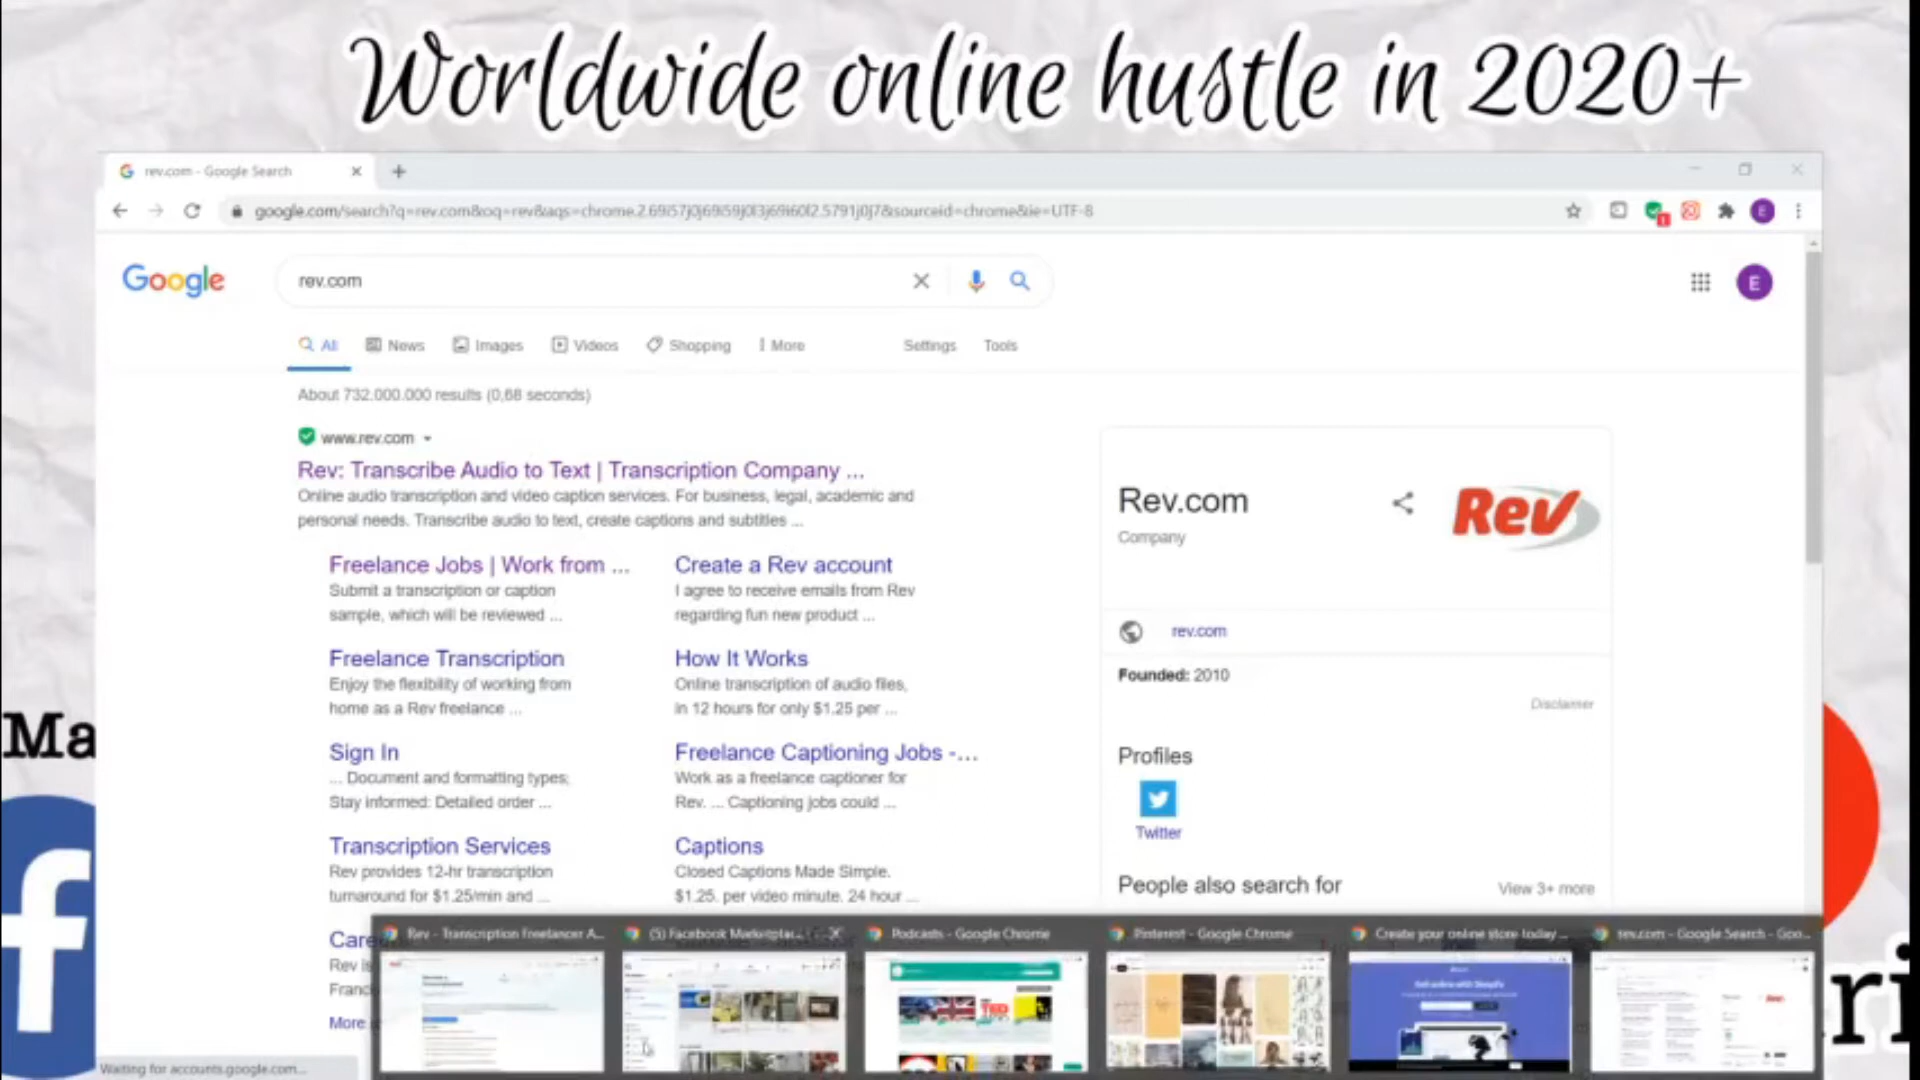 Worldwide online hustle in 2020+
rev.com - Google Search
google.com/search?q=rev.com&oq=rev&aqs=chrome.2.69i57j0j69i59j0l3j69i60l2.5791j0j7&sourceid=chrome&ie=UTF-8
E
Google
rev.com
E
All News Images Videos Shopping More Settings Tools
About 732.000.000 results (0,68 seconds)
www.rev.com
Rev: Transcribe Audio to Text | Transcription Company ...
Online audio transcription and video caption services. For business, legal, academic and
personal needs. Transcribe audio to text, create captions and subtitles ...
Freelance Jobs | Work from ...
Submit a transcription or caption
sample, which will be reviewed ...
Create a Rev account
I agree to receive emails from Rev
regarding fun new product ...
Freelance Transcription
Enjoy the flexibility of working from
home as a Rev freelance ...
How It Works
Online transcription of audio files,
in 12 hours for only $1.25 per ...
Sign In
... Document and formatting types;
Stay informed: Detailed order ...
Freelance Captioning Jobs -...
Work as a freelance captioner for
Rev. ... Captioning jobs could ...
Transcription Services
Rev provides 12-hr transcription
turnaround for $1.25/min and ...
Captions
Closed Captions Made Simple.
$1.25. per video minute. 24 hour ...
Care
Rev is
Franc
More
Rev.com
Company
Rev
rev.com
Founded: 2010
Disclaimer
Profiles
Twitter
People also search for
View 3+ more
Ma
f
ri
Rev - Transcription Freelancer A...
(5) Facebook Marketplac...
Podcasts - Google Chrome
Pinterest - Google Chrome
Create your online store today ...
rev.com - Google Search - Goo...
TED
Waiting for accounts.google.com...